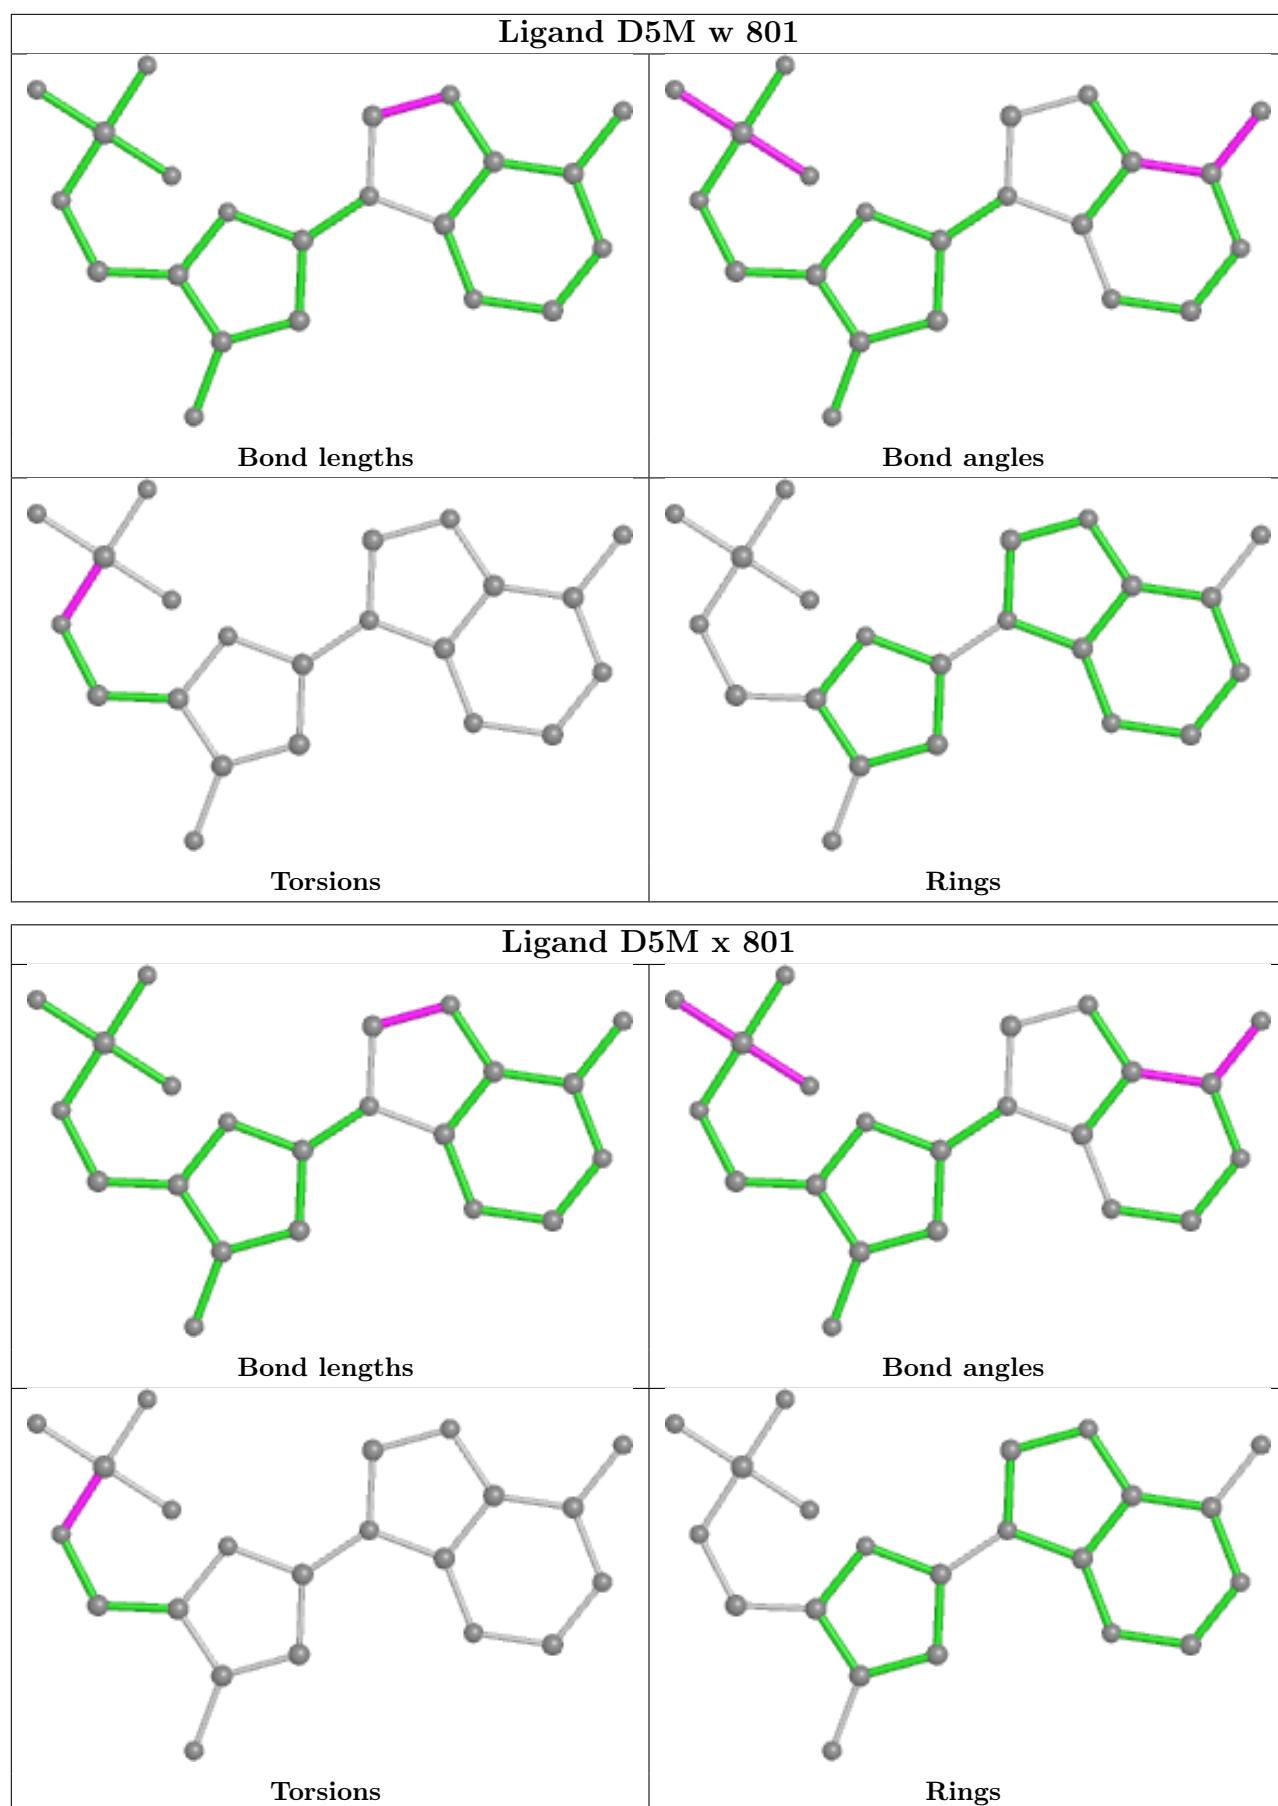 Ligand D5M w 801
Bond lengths
Bond angles
Torsions
Rings
Ligand D5M x 801
Bond lengths
Bond angles
Torsions
Rings